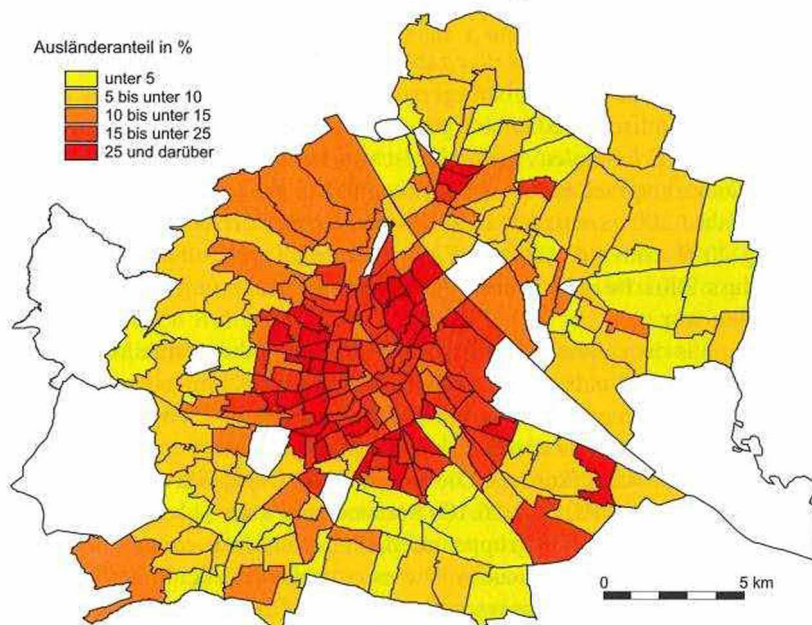 Ausländeranteil in %
unter 5
5 bis unter 10
10 bis unter 15
15 bis unter 25
25 und darüber
0 5 km